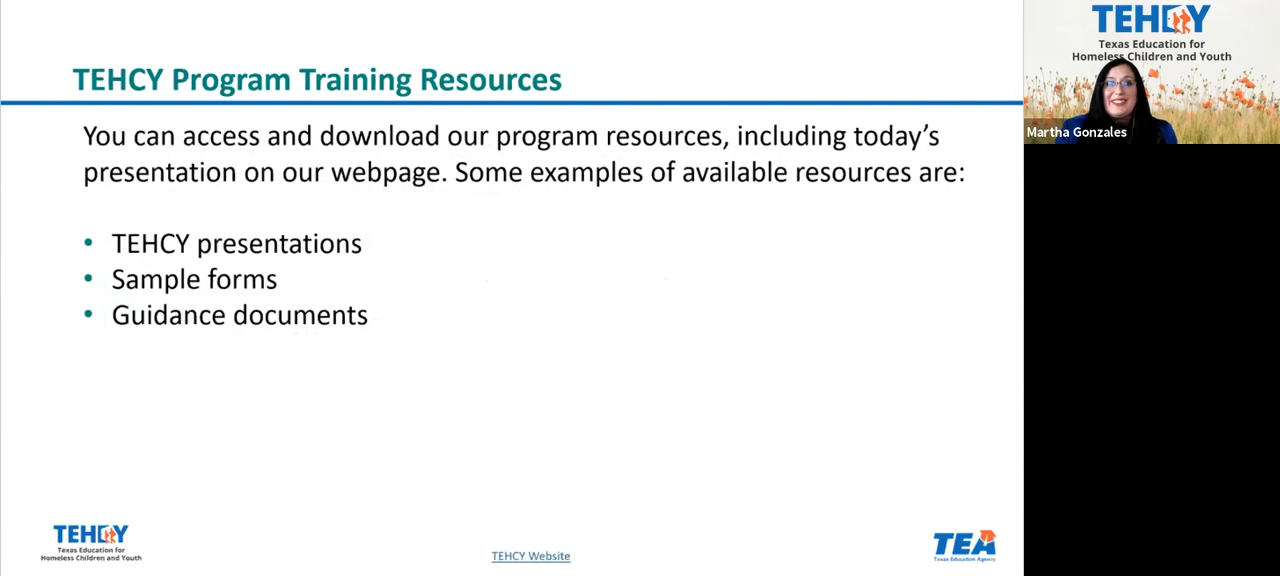 TEHCY Program Training Resources
You can access and download our program resources, including today's
presentation on our webpage. Some examples of available resources are:
• TEHCY presentations
• Sample forms
• Guidance documents
TEHCY
Texas Education for
Homeless Children and Youth
TEHCY Website
TEA
Texas Education Agency
TEHCY
Texas Education for
Homeless Children and Youth
Martha Gonzales